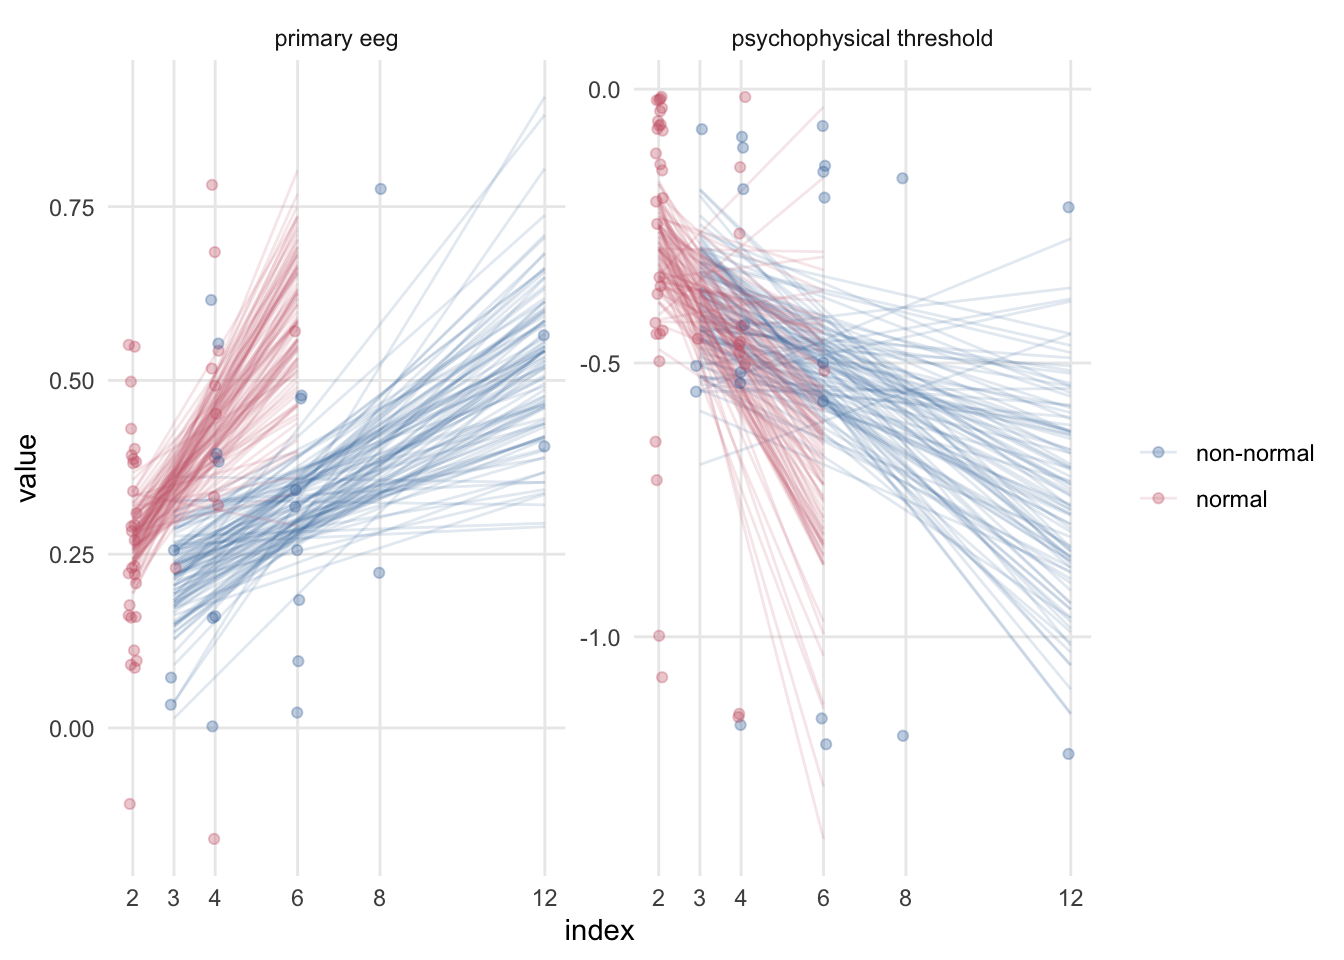 primary eeg
psychophysical threshold
0.75
0.50
0.25
0.00
0.0
-0.5
-1.0
value
2 3 4 6 8 12
2 3 4 6 8 12
index
non-normal
normal